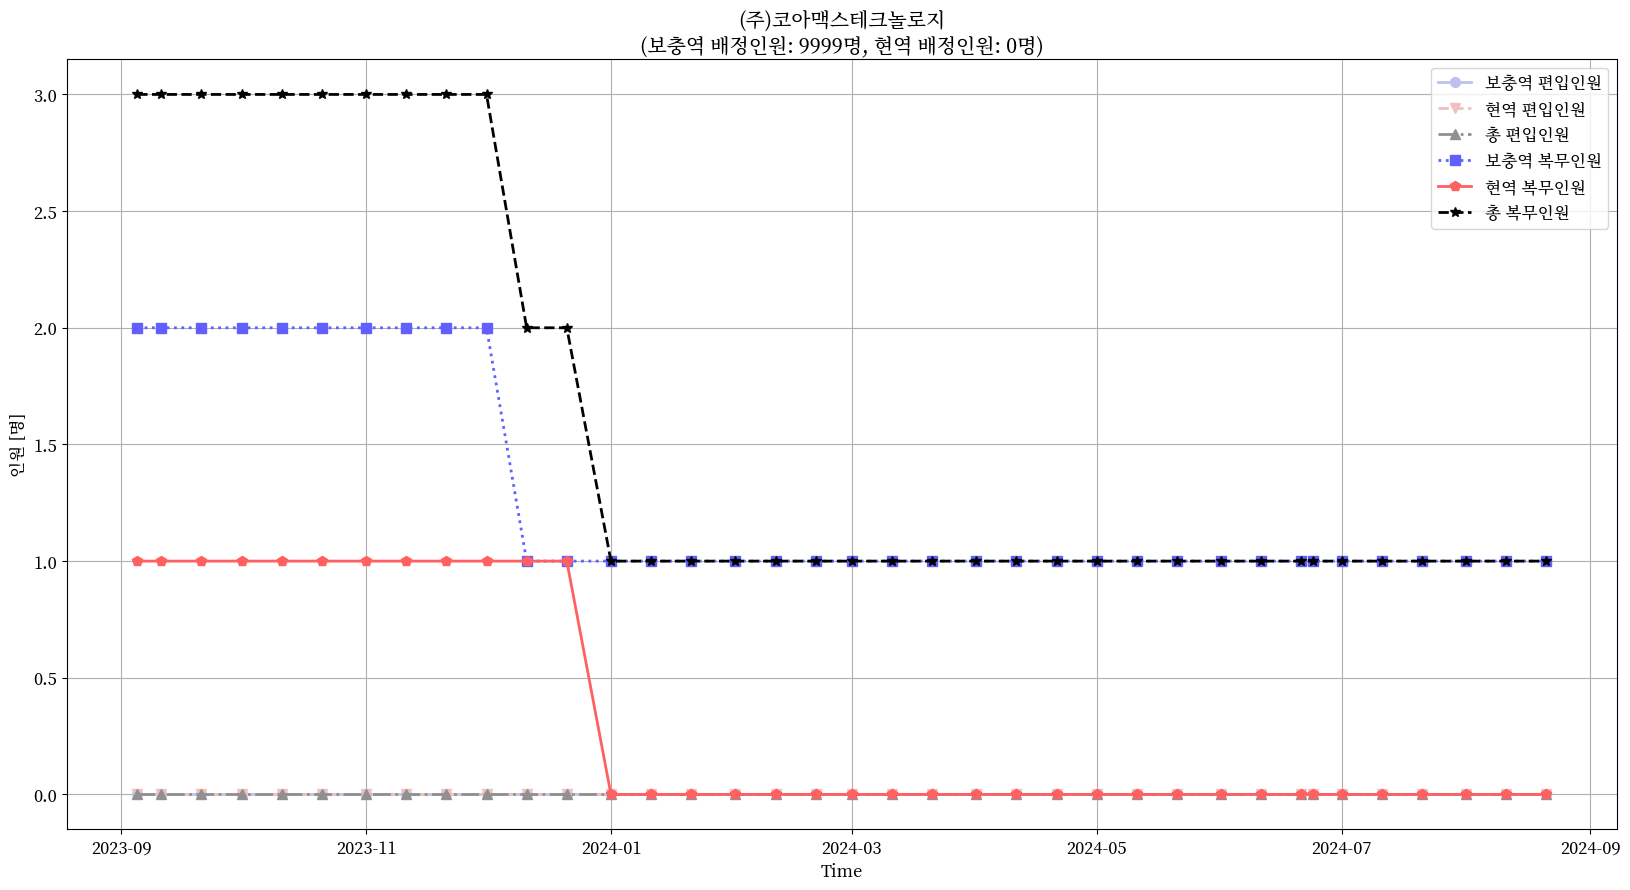 (주)코아맥스테크놀로지
(보충역 배정인원: 9999명, 현역 배정인원: 0명)
보충역 편입인원
현역 편입인원
총 편입인원
보충역 복무인원
현역 복무인원
총 복무인원
인원 [명]
3.0
2.5
2.0
1.5
1.0
0.5
0.0
2023-09
2023-11
2024-01
2024-03
2024-05
2024-07
2024-09
Time